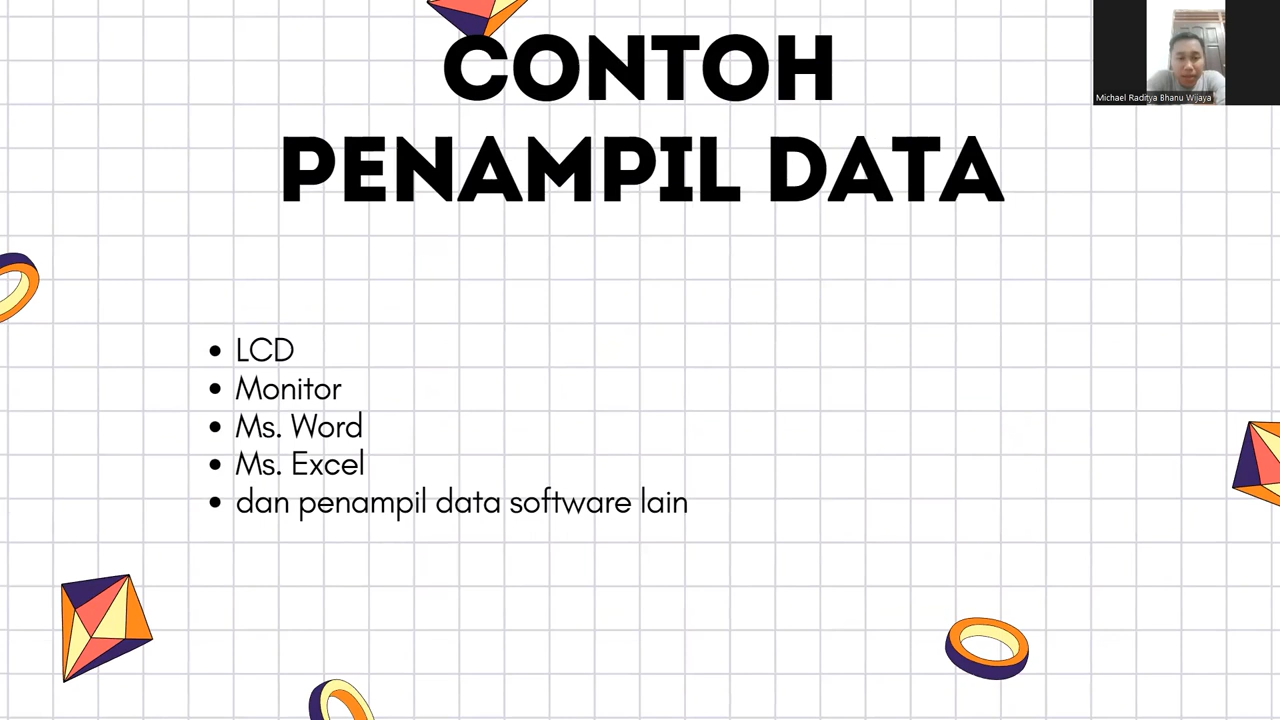 CONTOH
PENAMPIL DATA
Michael Raditya Bhanu Wijaya
• LCD
• Monitor
• Ms. Word
• Ms. Excel
• dan penampil data software lain